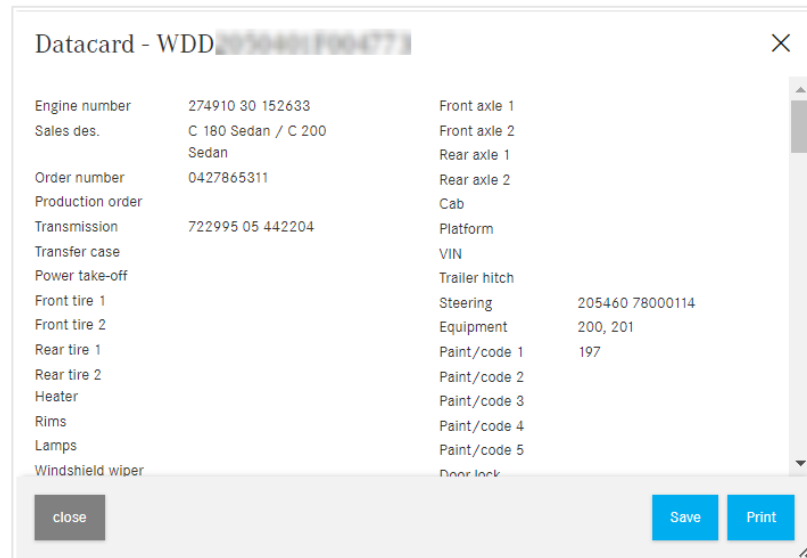 Datacard - WDD
Engine number 274910 30 152633
Sales des. C 180 Sedan / C 200
Sedan
Order number 0427865311
Production order
Transmission 722995 05 442204
Transfer case
Power take-off
Front tire 1
Front tire 2
Rear tire 1
Rear tire 2
Heater
Rims
Lamps
Windshield wiper
Front axle 1
Front axle 2
Rear axle 1
Rear axle 2
Cab
Platform
VIN
Trailer hitch
Steering 205460 78000114
Equipment 200, 201
Paint/code 1 197
Paint/code 2
Paint/code 3
Paint/code 4
Paint/code 5
Door lock
close
Save
Print